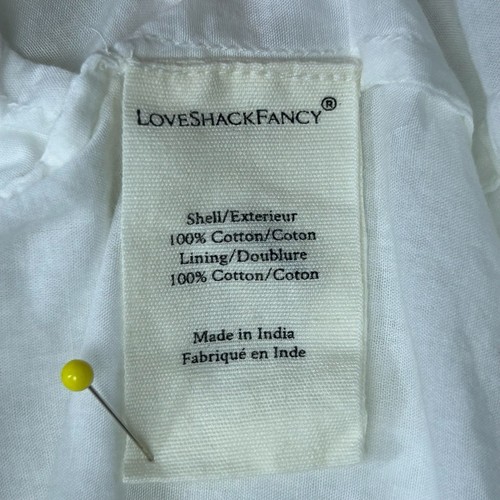 LOVESHACKFANCY®
Shell/Exterieur
100% Cotton/Coton
Lining/Doublure
100% Cotton/Coton
Made in India
Fabriqué en Inde